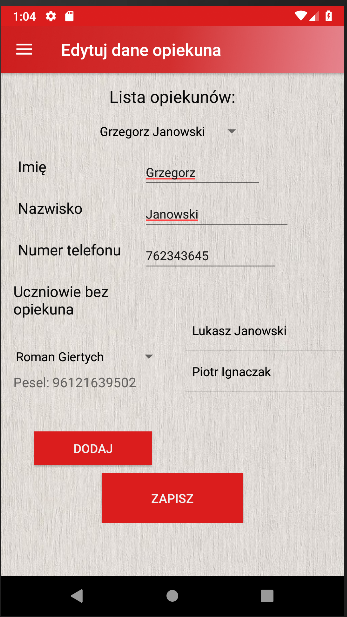 1:04
Edytuj dane opiekuna
Lista opiekunów:
Grzegorz Janowski
Imię
Grzegorz
Nazwisko
Janowski
Numer telefonu
762343645
Uczniowie bez
opiekuna
Lukasz Janowski
Roman Giertych
Piotr Ignaczak
Pesel: 96121639502
DODAJ
ZAPISZ